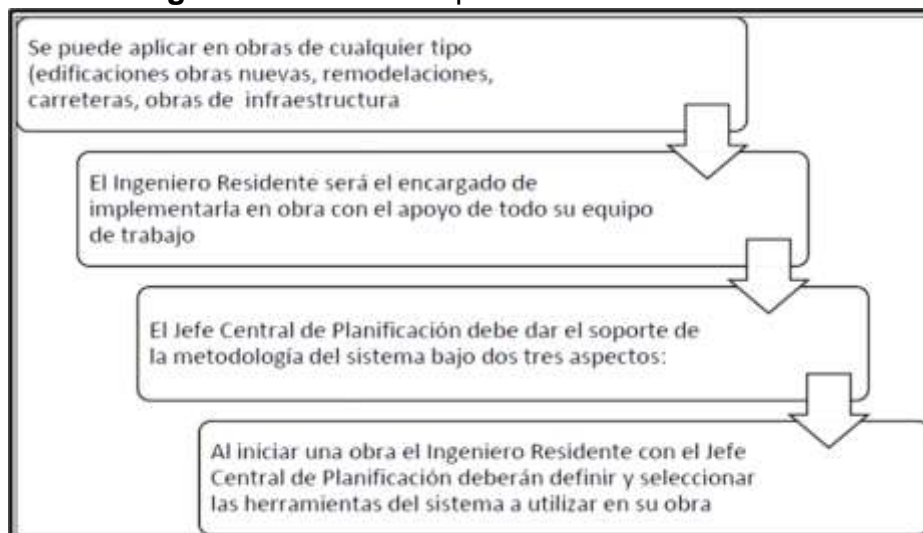 Se puede aplicar en obras de cualquier tipo
(edificaciones obras nuevas, remodelaciones,
carreteras, obras de infraestructura
El Ingeniero Residente será el encargado de
implementarla en obra con el apoyo de todo su equipo
de trabajo
El Jefe Central de Planificación debe dar el soporte de
la metodología del sistema bajo dos tres aspectos:
Al iniciar una obra el Ingeniero Residente con el Jefe
Central de Planificación deberán definir y seleccionar
las herramientas del sistema a utilizar en su obra